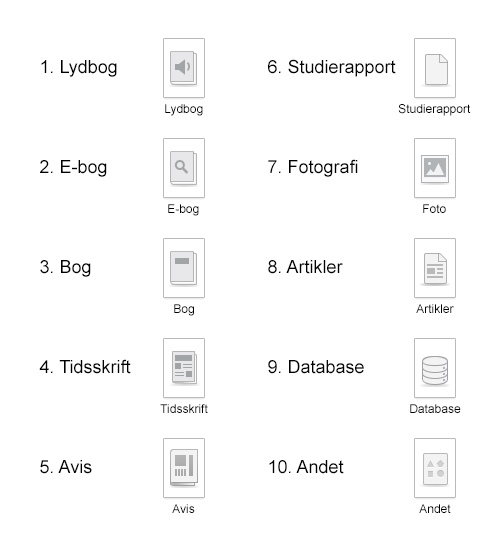 1. Lydbog
Lydbog
2. E-bog
E-bog
3. Bog
Bog
4. Tidsskrift
Tidsskrift
5. Avis
Avis
6. Studierapport
Studierapport
7. Fotografi
Foto
8. Artikler
Artikler
9. Database
Database
10. Andet
Andet